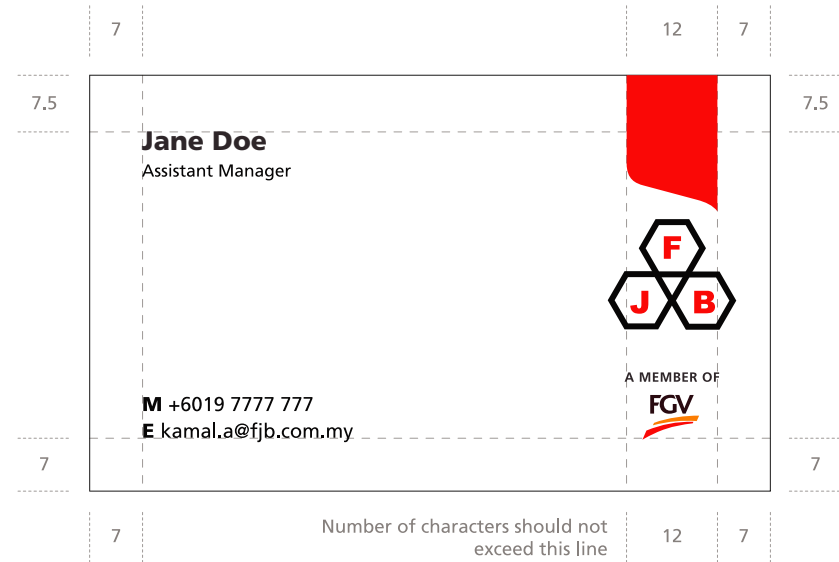 7 12 7
7.5 7.5
Jane Doe
Assistant Manager
F
J B
A MEMBER OF
FGV
M +6019 7777 777
E kamal.a@fjb.com.my
7 7
7 Number of characters should not 12 7
exceed this line